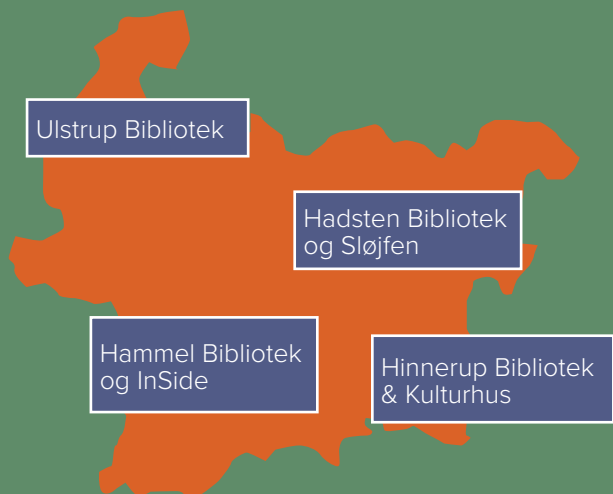 Ulstrup Bibliotek
Hadsten Bibliotek
og Sløjfen
Hammel Bibliotek
og InSide
Hinnerup Bibliotek
& Kulturhus